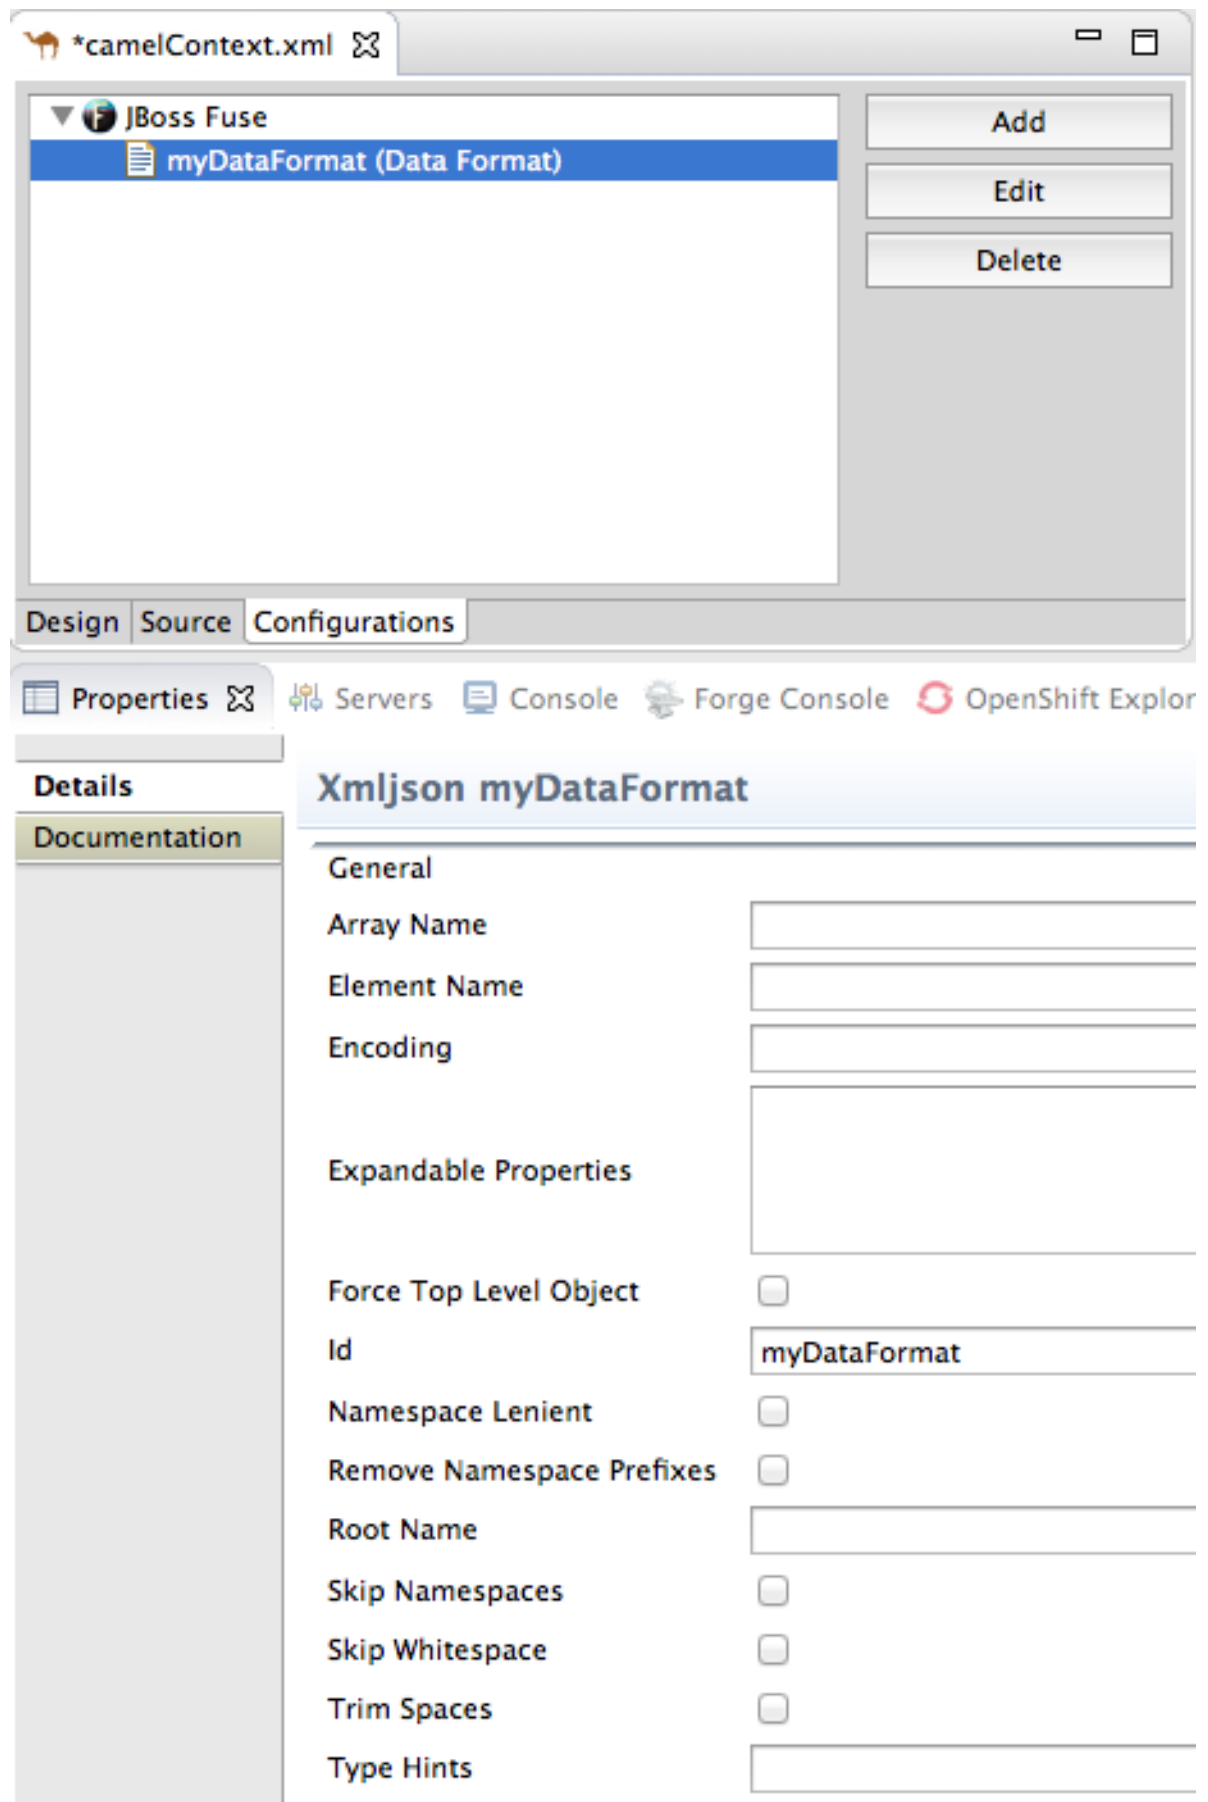 *camelContext.xml
JBoss Fuse
myDataFormat (Data Format)
Add
Edit
Delete
Design Source Configurations
Properties Servers Console Forge Console OpenShift Explor
Details
Documentation
Xmljson myDataFormat
General
Array Name
Element Name
Encoding
Expandable Properties
Force Top Level Object
Id myDataFormat
Namespace Lenient
Remove Namespace Prefixes
Root Name
Skip Namespaces
Skip Whitespace
Trim Spaces
Type Hints